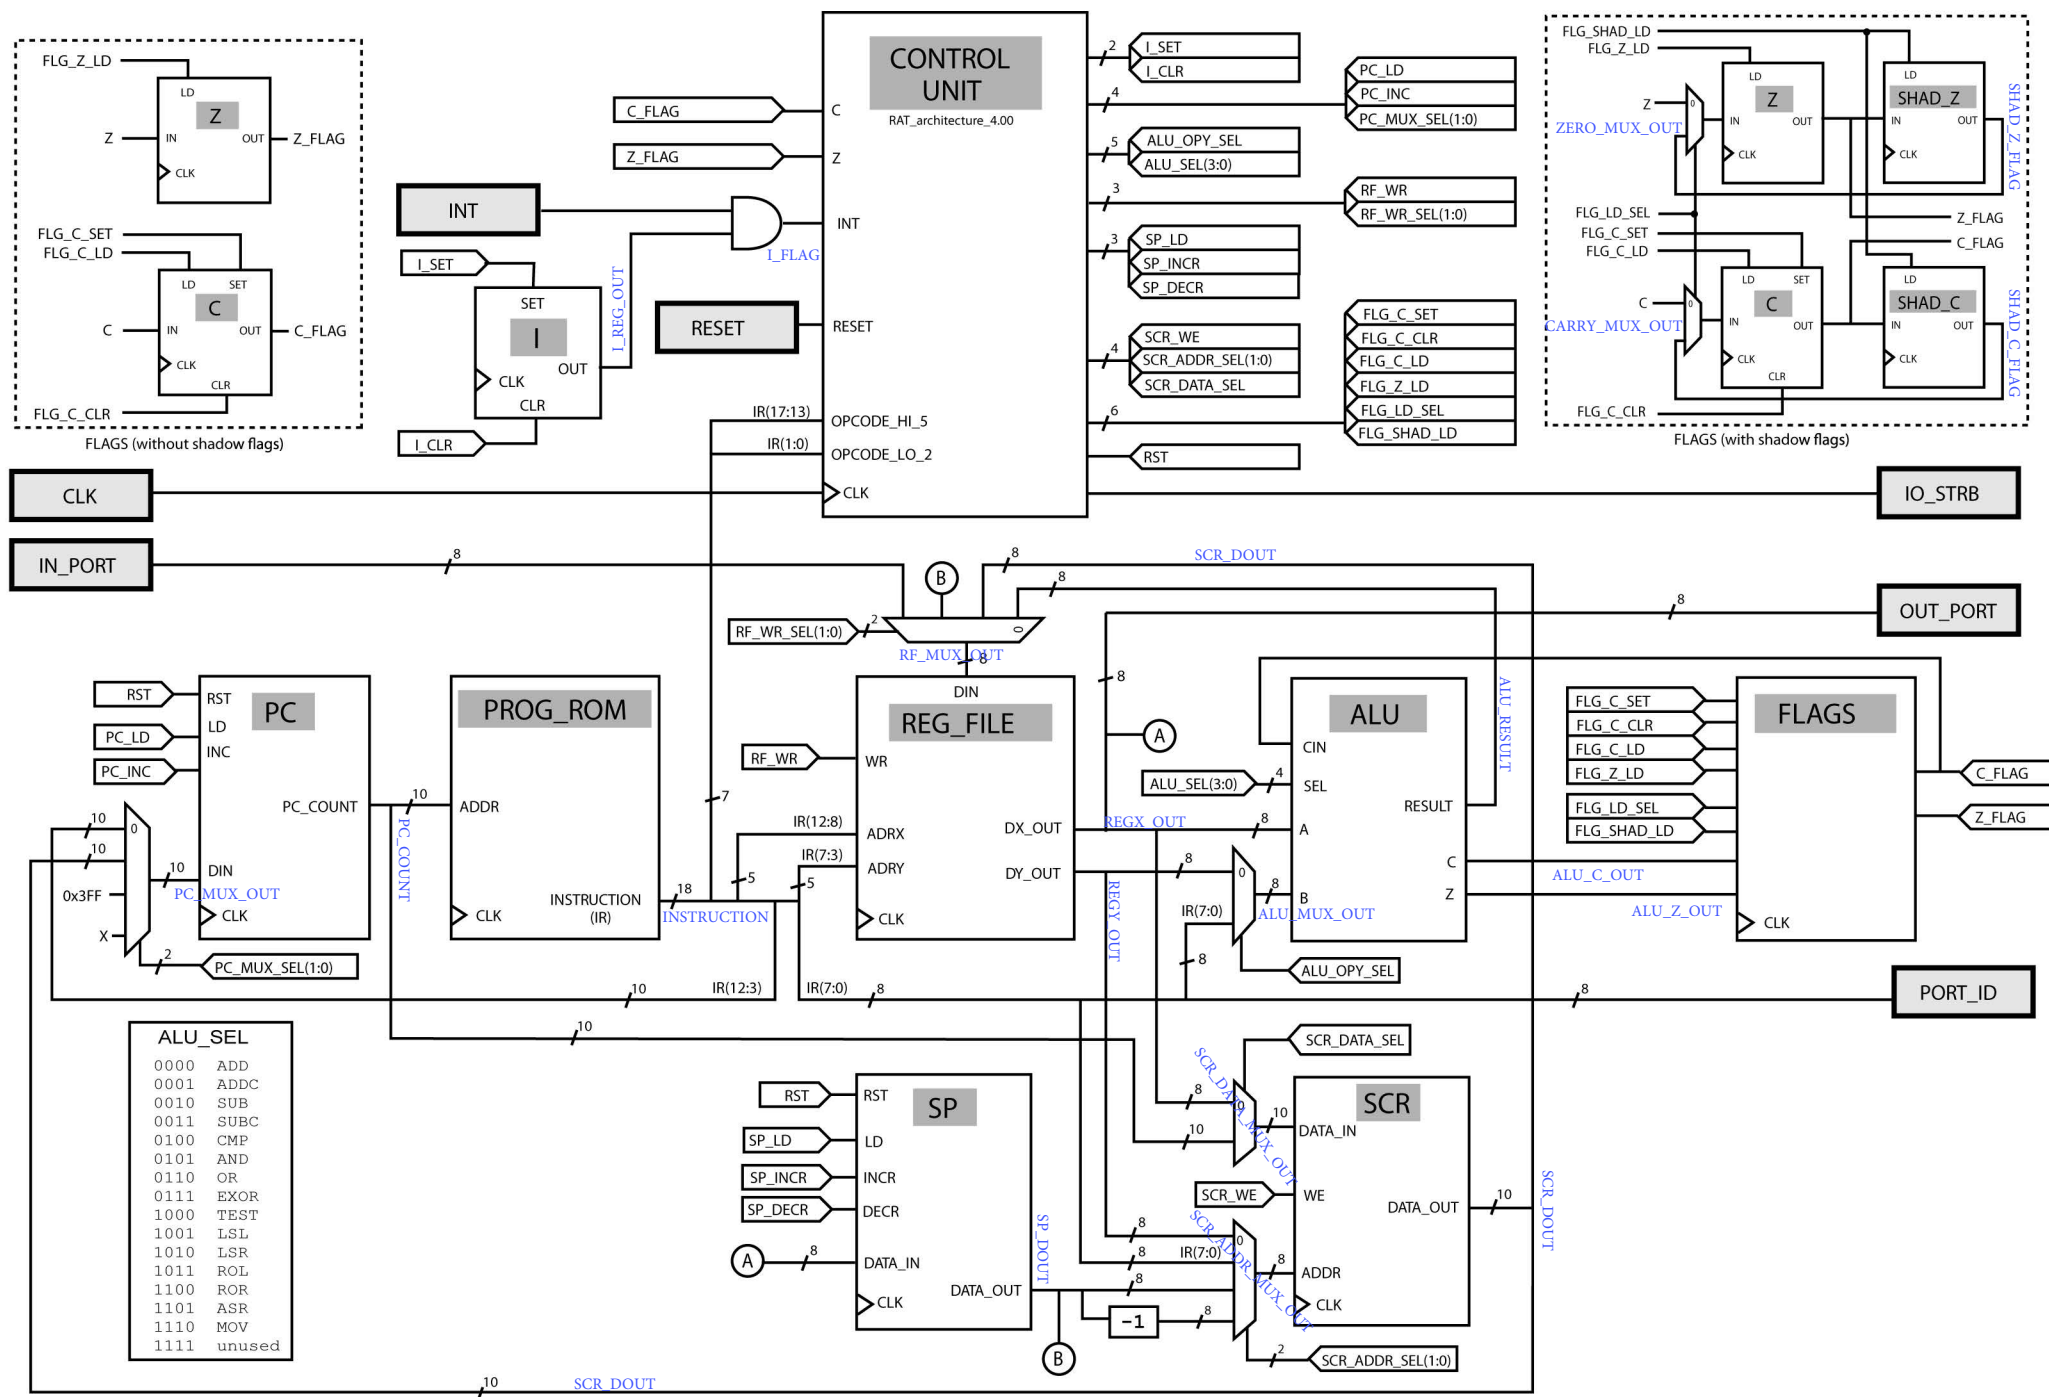 FLG_Z_LD
LD
Z
Z
IN
OUT
Z_FLAG
CLK
FLG_C_SET
FLG_C_LD
LD
SET
C
C
IN
OUT
C_FLAG
CLK
CLR
FLG_C_CLR
FLAGS (without shadow flags)
CONTROL
UNIT
RAT_architecture_4.00
C_FLAG
C
Z_FLAG
Z
INT
INT
I_FLAG
I_SET
SET
I
OUT
CLK
CLR
I_CLR
I_REG_OUT
RESET
RESET
IR(17:13)
OPCODE_HI_5
IR(1:0)
OPCODE_LO_2
CLK
CLK
2
I_SET
I_CLR
4
PC_LD
PC_INC
PC_MUX_SEL(1:0)
5
ALU_OPY_SEL
ALU_SEL(3:0)
3
RF_WR
RF_WR_SEL(1:0)
3
SP_LD
SP_INCR
SP_DECR
4
SCR_WE
SCR_ADDR_SEL(1:0)
SCR_DATA_SEL
6
FLG_C_SET
FLG_C_CLR
FLG_C_LD
FLG_Z_LD
FLG_LD_SEL
FLG_SHAD_LD
RST
IO_STRB
FLG_SHAD_LD
FLG_Z_LD
LD
Z
0
Z
ZERO_MUX_OUT
IN
OUT
CLK
LD
SHAD_Z
IN
OUT
CLK
SHAD_Z_FLAG
FLG_LD_SEL
FLG_C_SET
FLG_C_LD
Z_FLAG
C_FLAG
LD
SET
C
0
C
CARRY_MUX_OUT
IN
OUT
CLK
CLR
LD
SHAD_C
IN
OUT
CLK
SHAD_C_FLAG
FLG_C_CLR
FLAGS (with shadow flags)
IN_PORT
8
B
8
SCR_DOUT
8
RF_WR_SEL(1:0)
2
0
RF_MUX_OUT
8
8
OUT_PORT
RST
RST
PC
PC_LD
LD
INC
PC_INC
PC_COUNT
10
PC_COUNT
10
0
10
10
DIN
0x3FF
PC_MUX_OUT
CLK
X
2
PC_MUX_SEL(1:0)
PROG_ROM
ADDR
INSTRUCTION
(IR)
CLK
18
INSTRUCTION
7
DIN
REG_FILE
RF_WR
WR
IR(12:8)
ADRX
IR(7:3)
ADRY
5
5
DX_OUT
DY_OUT
CLK
8
A
REGX_OUT
8
8
REGY_OUT
0
IR(7:0)
8
ALU_MUX_OUT
8
ALU_OPY_SEL
ALU
CIN
ALU_SEL(3:0)
4
SEL
A
B
RESULT
C
Z
ALU_RESULT
ALU_C_OUT
ALU_Z_OUT
FLG_C_SET
FLG_C_CLR
FLG_C_LD
FLG_Z_LD
FLG_LD_SEL
FLG_SHAD_LD
FLAGS
CLK
C_FLAG
Z_FLAG
10
IR(12:3)
IR(7:0)
8
8
PORT_ID
10
ALU_SEL
0000 ADD
0001 ADDC
0010 SUB
0011 SUBC
0100 CMP
0101 AND
0110 OR
0111 EXOR
1000 TEST
1001 LSL
1010 LSR
1011 ROL
1100 ROR
1101 ASR
1110 MOV
1111 unused
RST
RST
SP
SP_LD
LD
SP_INCR
INCR
SP_DECR
DECR
A
8
DATA_IN
DATA_OUT
CLK
SP_DOUT
B
SCR_DATA_SEL
8
0
10
SCR_DATA_MUX_OUT
10
DATA_IN
SCR
SCR_WE
WE
DATA_OUT
10
SCR_DOUT
8
0
8
IR(7:0)
8
8
-1
SCR_ADDR_MUX_OUT
8
ADDR
CLK
2
SCR_ADDR_SEL(1:0)
10
SCR_DOUT